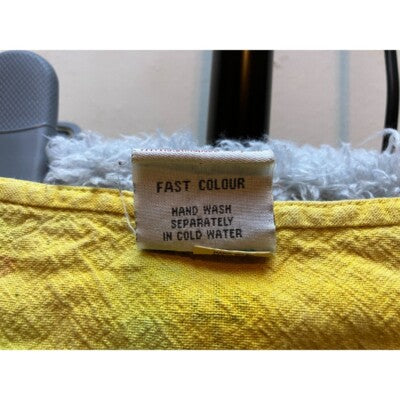 FAST COLOUR
HAND WASH
SEPARATELY
IN COLD WATER